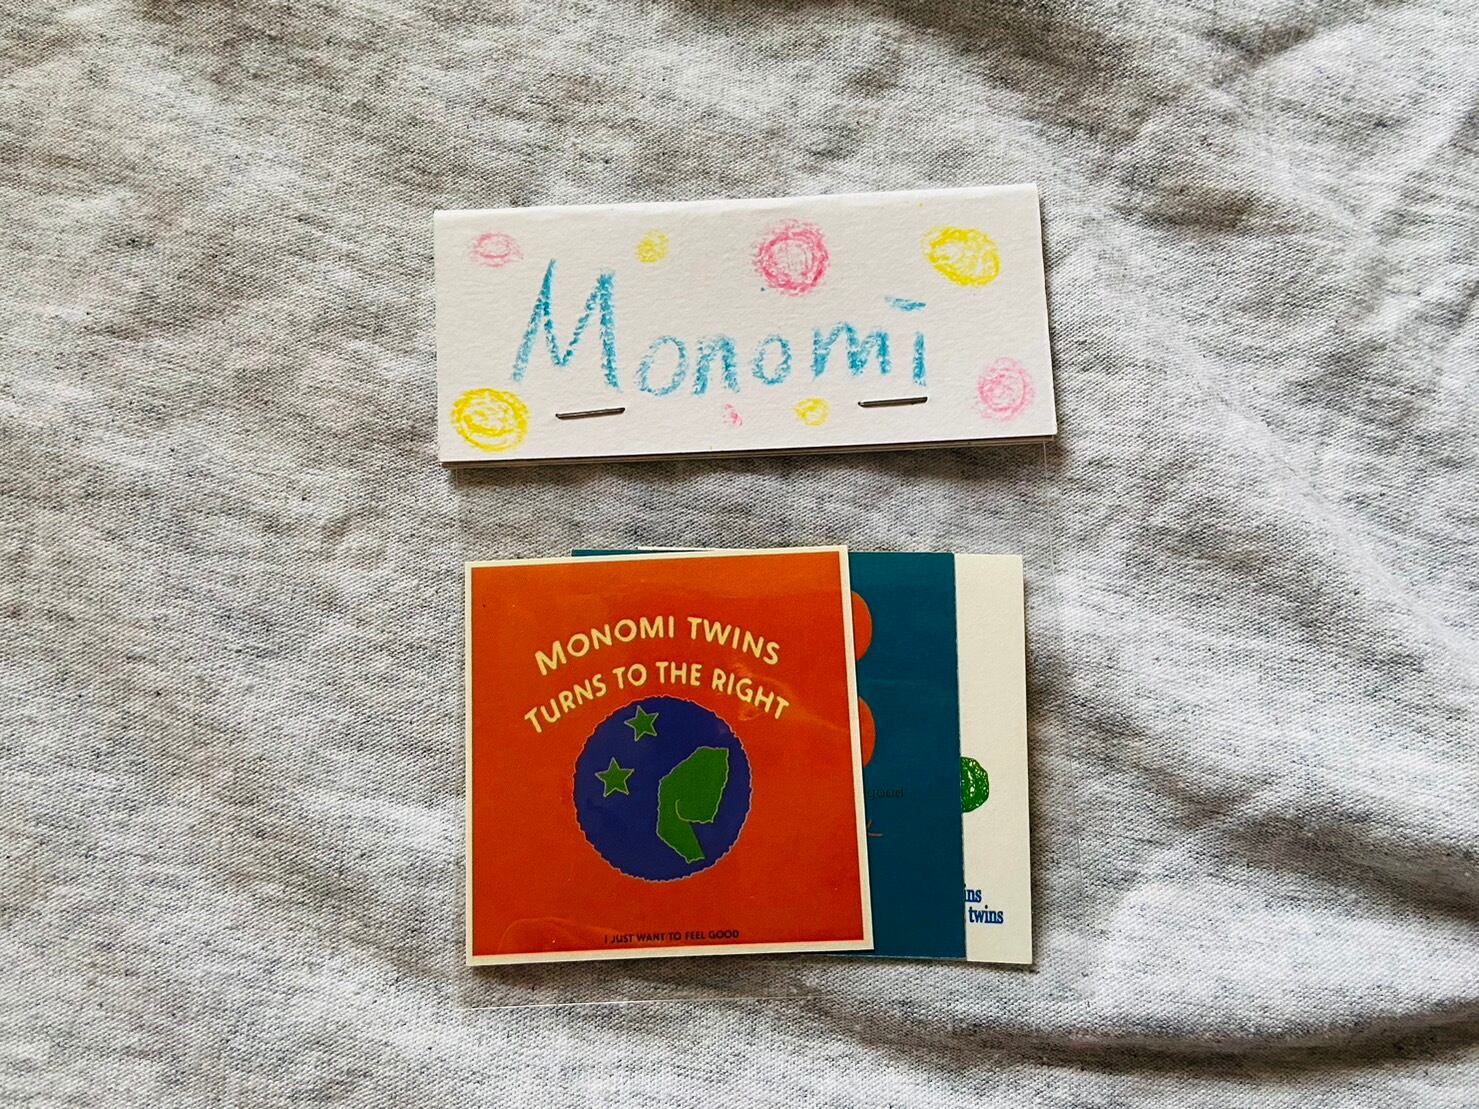 Monomi
MONOMI TWINS
TURNS TO THE RIGHT
I JUST WANT TO FEEL GOOD
twins